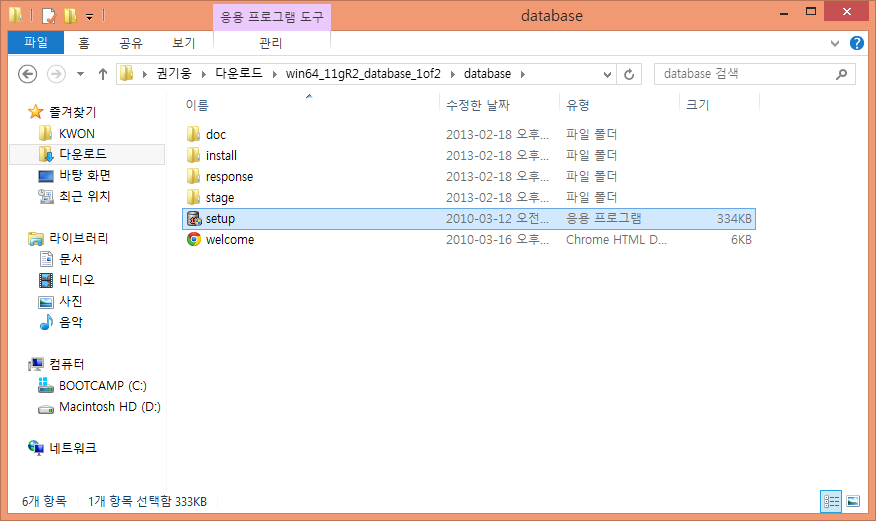 응용 프로그램 도구
database
파일 홈 공유 보기 관리
권기웅 다운로드 win64_11gR2_database_1of2 database
database 검색
이름 수정한 날짜 유형 크기
즐겨찾기
KWON
다운로드
바탕 화면
최근 위치
라이브러리
문서
비디오
사진
음악
컴퓨터
BOOTCAMP (C:)
Macintosh HD (D:)
네트워크
doc 2013-02-18 오후... 파일 폴더
install 2013-02-18 오후... 파일 폴더
response 2013-02-18 오후... 파일 폴더
stage 2013-02-18 오후... 파일 폴더
setup 2010-03-12 오전... 응용 프로그램 334KB
welcome 2010-03-16 오후... Chrome HTML D... 6KB
6개 항목 1개 항목 선택함 333KB